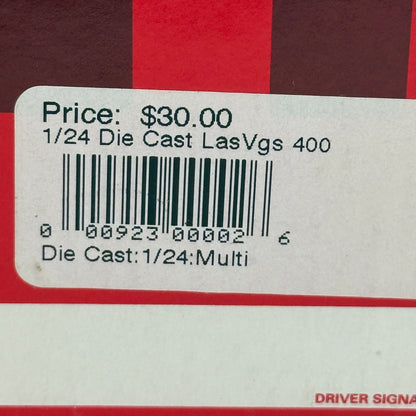 Price: $30.00
1/24 Die Cast LasVgs 400
0 00923 00002 6
Die Cast:1/24:Multi
DRIVER SIGNA